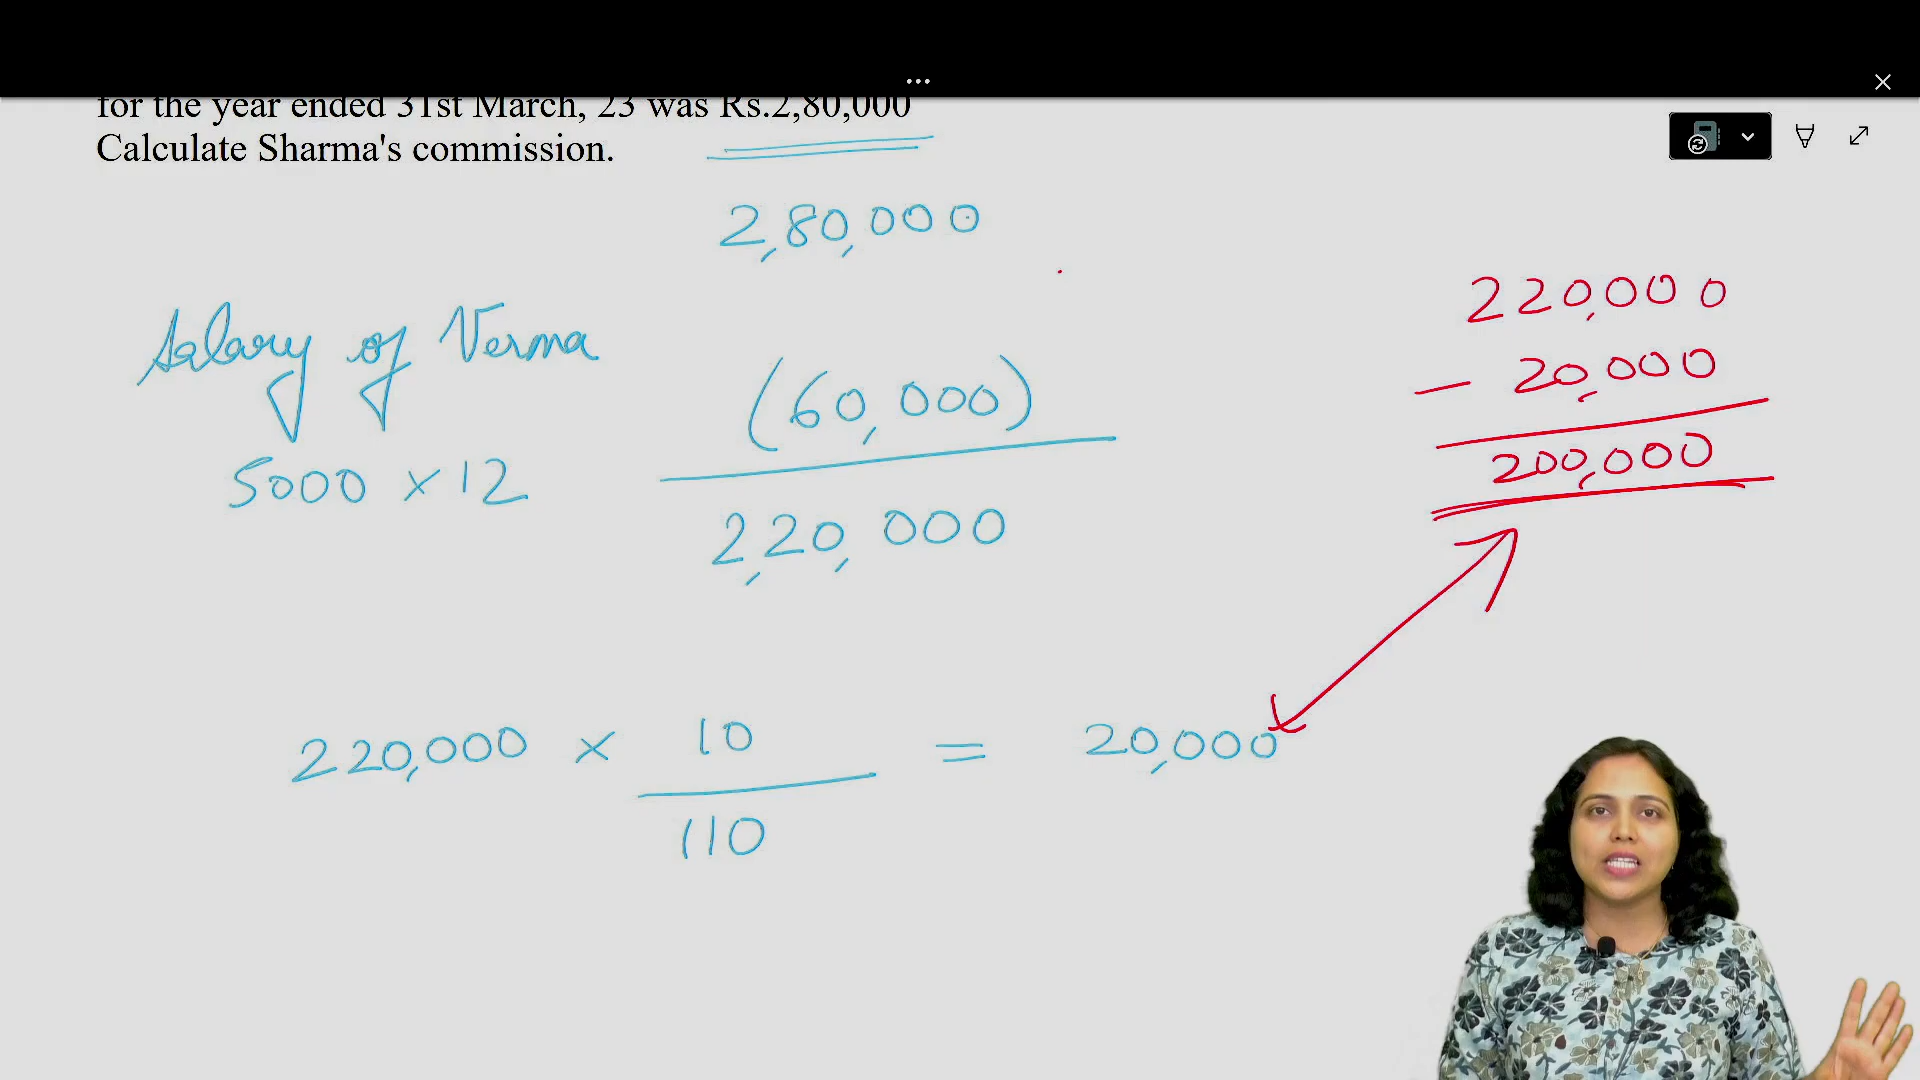 for the year ended 31st March, 23 was Rs.2,80,000
Calculate Sharma's commission.
2,80,000
Salary of Verma
(60,000)
5000 × 12
2,20,000
220,000
— 20,000
200,000
220,000 × 10 = 20,000
110